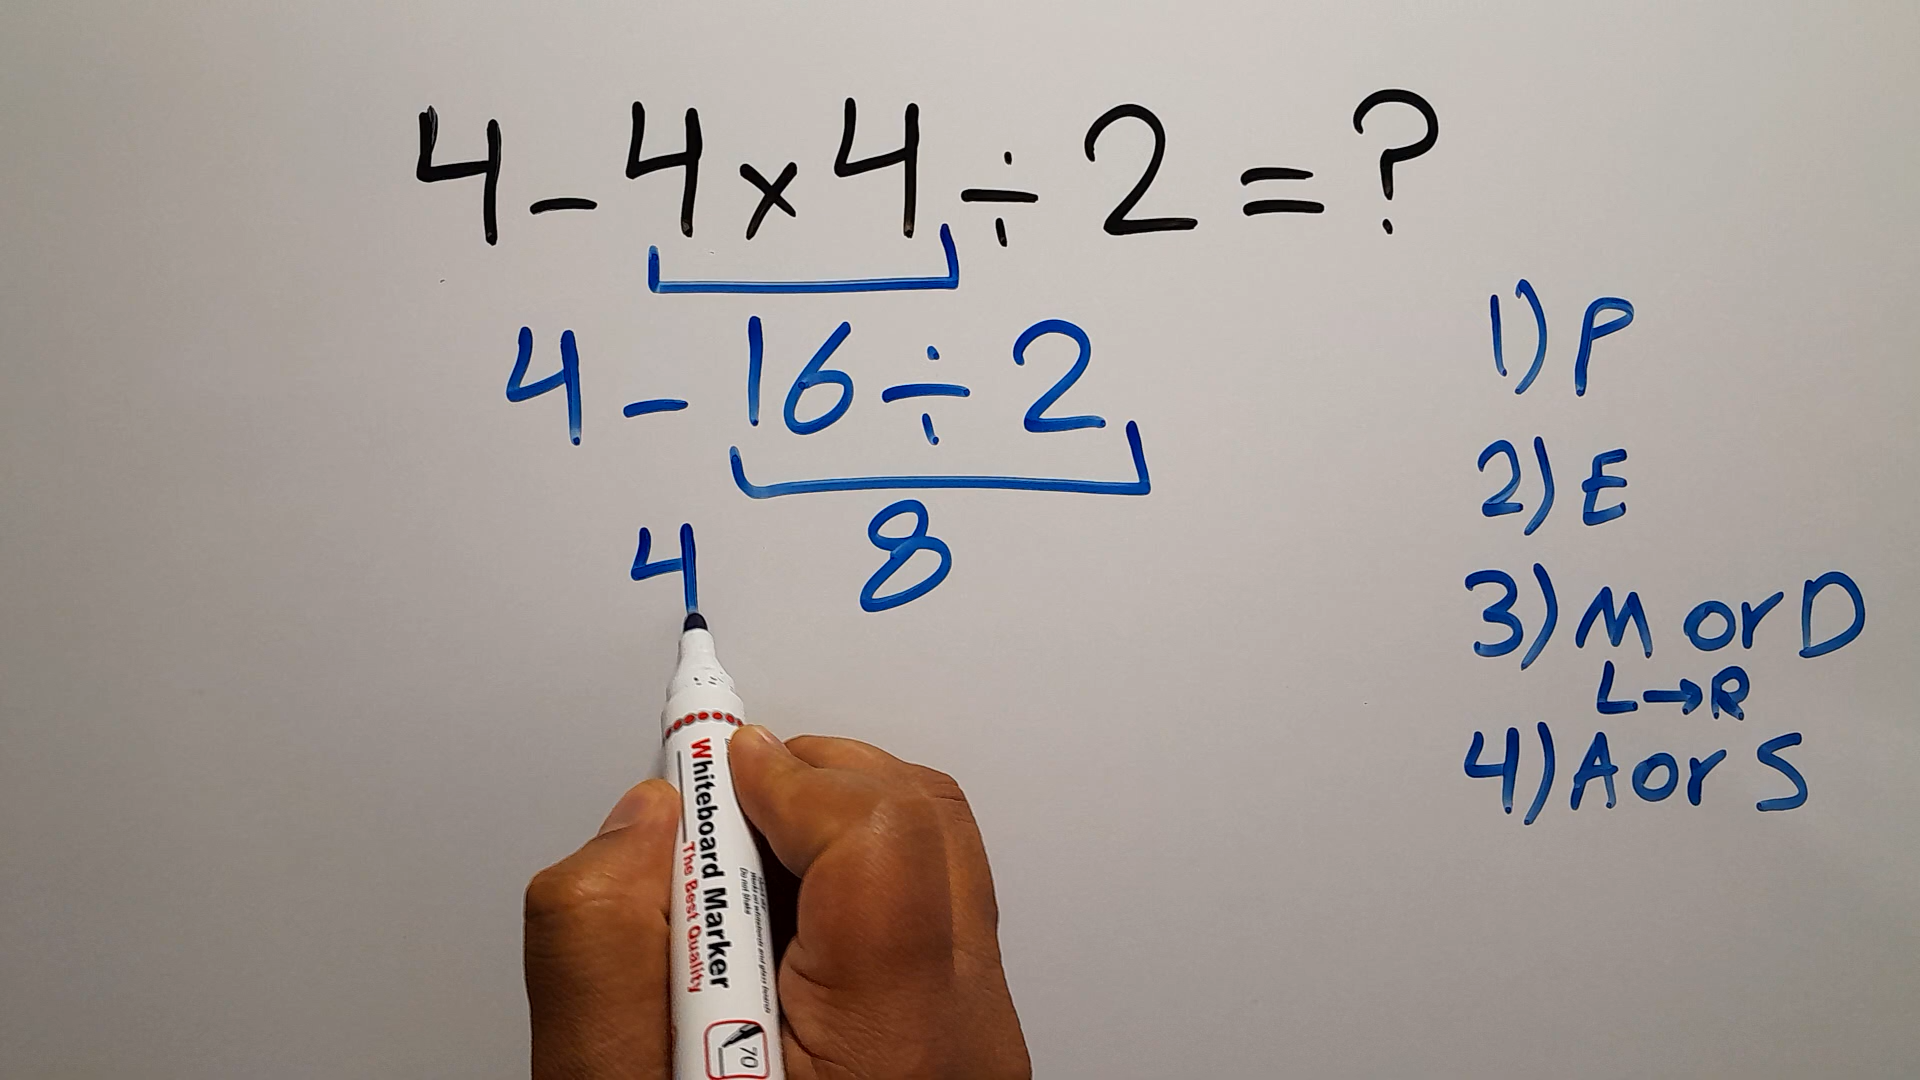 4 - 4 × 4 ÷ 2 = ?
4 - 16 ÷ 2
4 8
1) P
2) E
3) M or D
L → R
4) A or S
Whiteboard Marker
The Best Quality
70